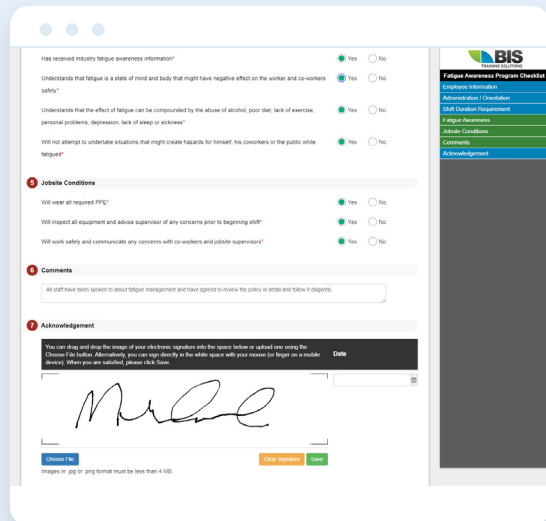 Has received industry fatigue awareness information* Yes No
Understands that fatigue is a state of mind and body that might have negative effect on the worker and co-workers Yes No
safety*
Understands that the effect of fatigue can be compounded by the abuse of alcohol, poor diet, lack of exercise, Yes No
personal problems, depression, lack of sleep or sickness*
Will not attempt to undertake situations that might create hazards for himself, his coworkers or the public while Yes No
fatigued*
5 Jobsite Conditions
Will wear all required PPE* Yes No
Will inspect all equipment and advise supervisor of any concerns prior to beginning shift* Yes No
Will work safely and communicate any concerns with co-workers and jobsite supervisors* Yes No
6 Comments
All staff have been spoken to about fatigue management and have agreed to review the policy in detail and follow it diligently.
7 Acknowledgement
You can drag and drop the image of your electronic signature into the space below or upload one using the
Choose File button. Alternatively, you can sign directly in the white space with your mouse (or finger on a mobile
device). When you are satisfied, please click Save.
Date
Choose File Clear Signature Save
Images in .jpg or .png format must be less than 4 MB.
BIS
TRAINING SOLUTIONS
Fatigue Awareness Program Checklist
Employee Information
Administration / Orientation
Shift Duration Requirement
Fatigue Awareness
Jobsite Conditions
Comments
Acknowledgement